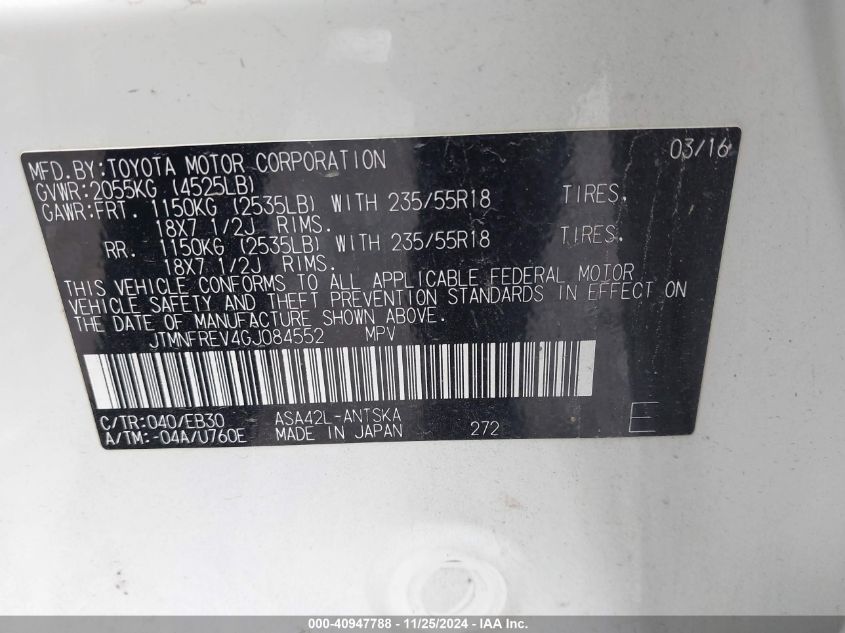 MFD.BY:TOYOTA MOTOR CORPORATION 03/16
GVWR:2055KG (4525LB)
GAWR:FRT. 1150KG (2535LB) WITH 235/55R18 TIRES.
18X7 1/2J RIMS.
RR. 1150KG (2535LB) WITH 235/55R18 TIRES.
18X7 1/2J RIMS.
THIS VEHICLE CONFORMS TO ALL APPLICABLE FEDERAL MOTOR
VEHICLE SAFETY AND THEFT PREVENTION STANDARDS IN EFFECT ON
THE DATE OF MANUFACTURE SHOWN ABOVE.
JTMNFREV4GJ084552 MPV
C/TR:040/EB30 ASA42L-ANTSKA E
A/TM:-04A/U760E MADE IN JAPAN 272
000-40947788 - 11/25/2024 - IAA Inc.